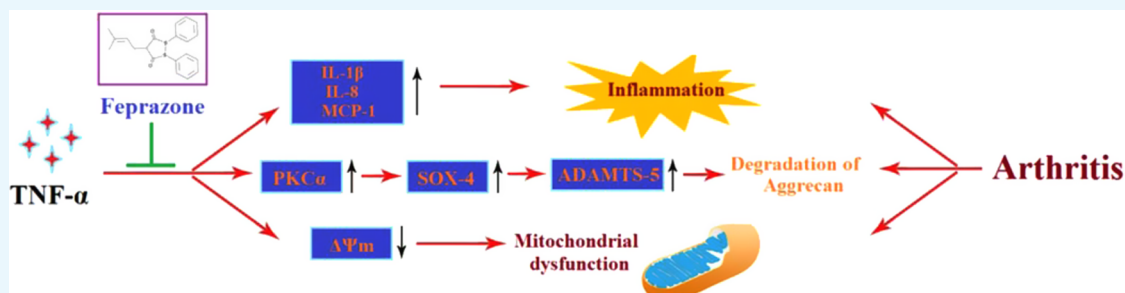 Feprazone
TNF-α
IL-1β
IL-8
MCP-1
Inflammation
PKCα
SOX-4
ADAMTS-5
Degradation of
Aggrecan
ΔΨm
Mitochondrial
dysfunction
Arthritis